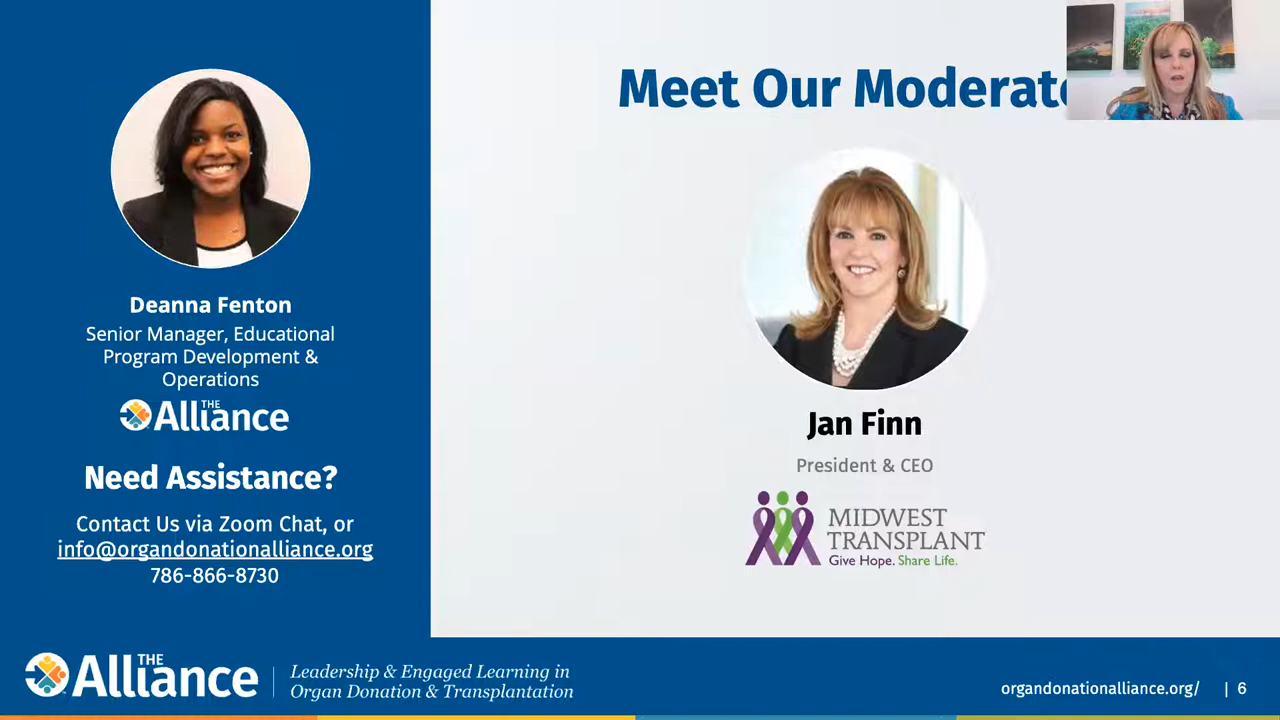 Deanna Fenton
Senior Manager, Educational
Program Development &
Operations
THE
Alliance
Need Assistance?
Contact Us via Zoom Chat, or
info@organdonationalliance.org
786-866-8730
Meet Our Moderato
Jan Finn
President & CEO
MIDWEST
TRANSPLANT
Give Hope. Share Life.
THE
Alliance
Leadership & Engaged Learning in
Organ Donation & Transplantation
organdonationalliance.org/ | 6